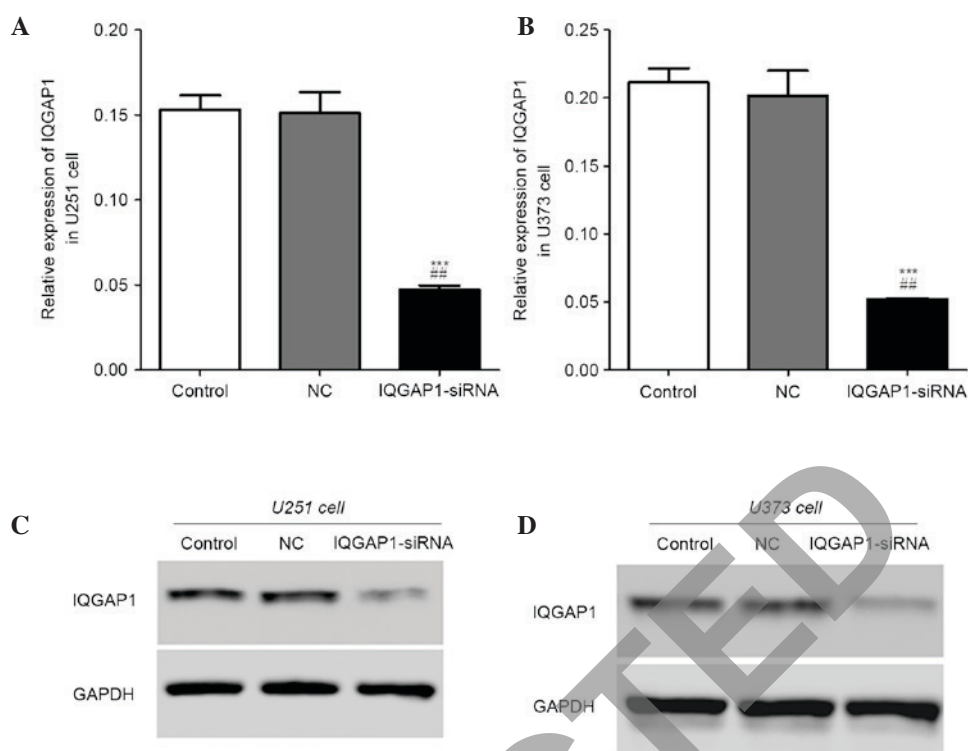 A
Relative expression of IQGAP1
in U251 cell
0.20
0.15
0.10
0.05
0.00
***
##
Control NC IQGAP1-siRNA
B
Relative expression of IQGAP1
in U373 cell
0.25
0.20
0.15
0.10
0.05
0.00
***
##
Control NC IQGAP1-siRNA
C
U251 cell
Control NC IQGAP1-siRNA
IQGAP1
GAPDH
D
U373 cell
Control NC IQGAP1-siRNA
IQGAP1
GAPDH
CTED